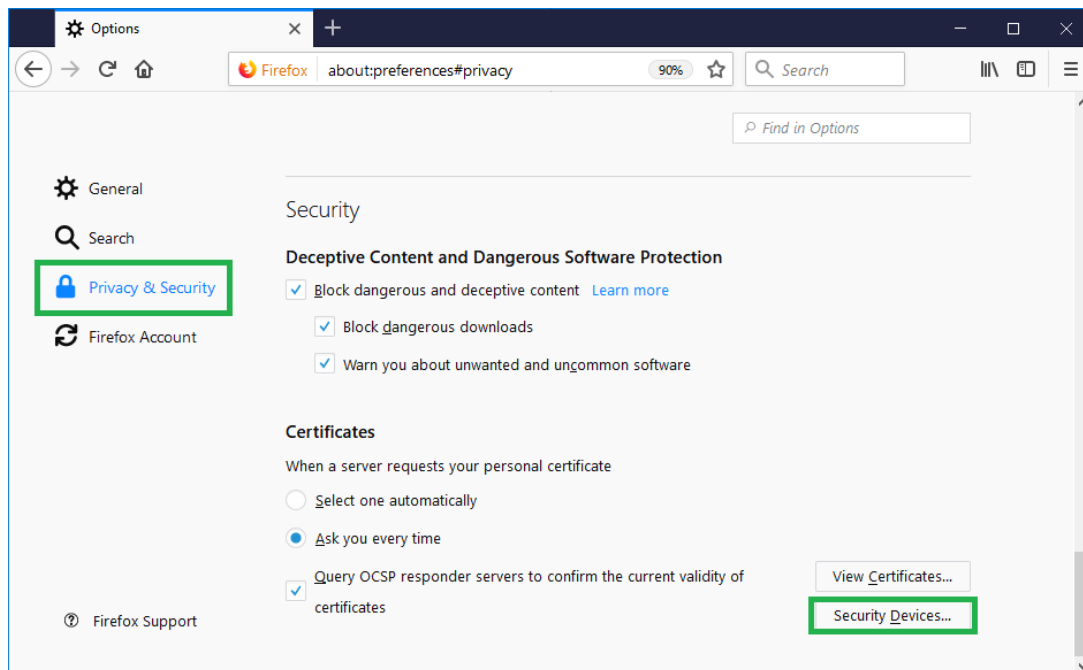 Options
Firefox about:preferences#privacy 90% Search
Find in Options
General
Search
Privacy & Security
Firefox Account
Firefox Support
Security
Deceptive Content and Dangerous Software Protection
Block dangerous and deceptive content Learn more
Block dangerous downloads
Warn you about unwanted and uncommon software
Certificates
When a server requests your personal certificate
Select one automatically
Ask you every time
Query OCSP responder servers to confirm the current validity of
certificates
View Certificates...
Security Devices...